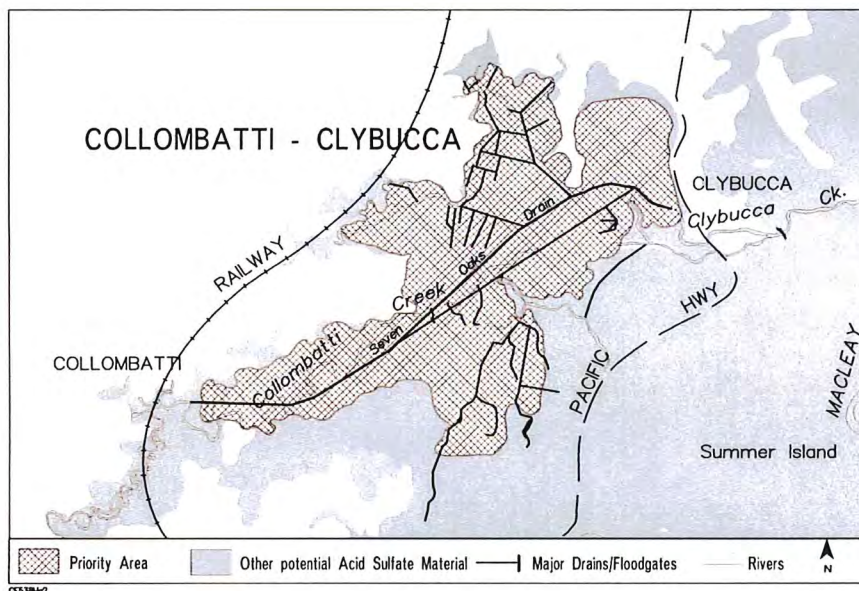 COLLOMBATTI - CLYBUCCA
RAILWAY
COLLOMBATTI
Collombatti Creek
Seven Oaks Drain
CLYBUCCA
Clybucca Ck.
PACIFIC HWY
MACLEAY
Summer Island
Priority Area
Other potential Acid Sulfate Material
Major Drains/Floodgates
Rivers
N